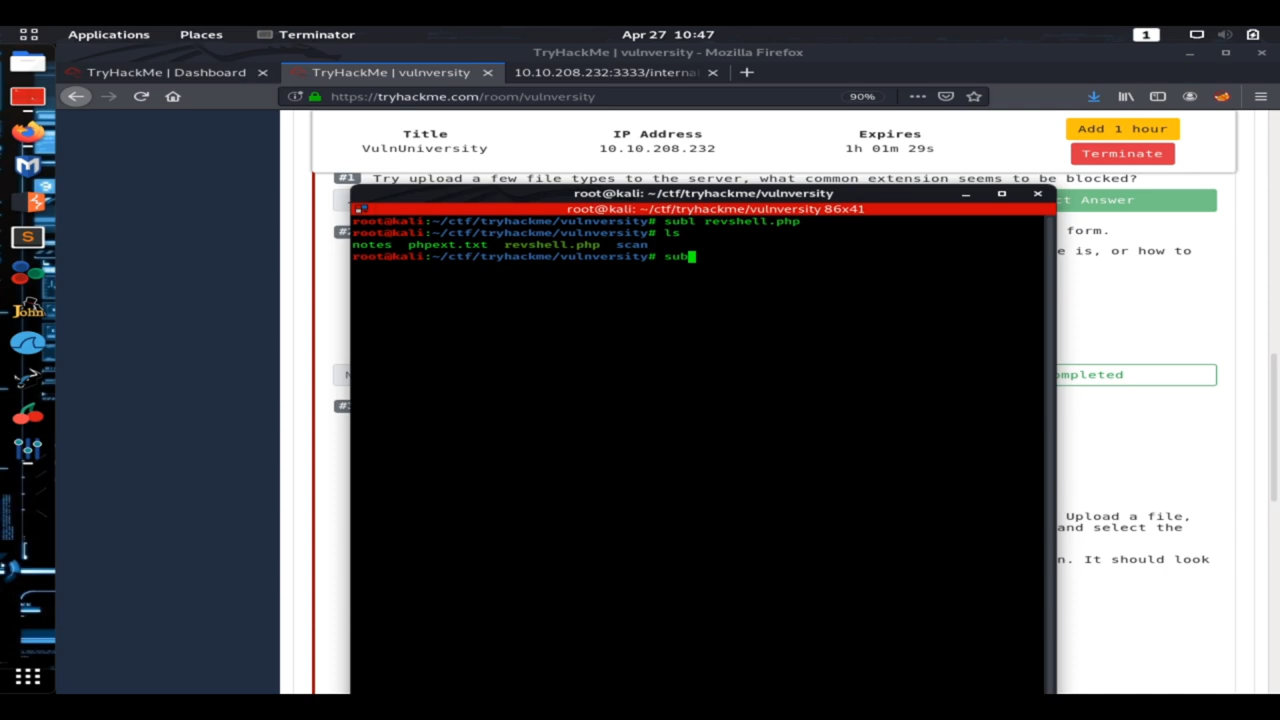 Applications Places Terminator Apr 27 10:47 1
TryHackMe | vulnversity - Mozilla Firefox
TryHackMe | Dashboard TryHackMe | vulnversity 10.10.208.232:3333/interna
https://tryhackme.com/room/vulnversity 90%
Title IP Address Expires Add 1 hour
VulnUniversity 10.10.208.232 1h 01m 29s Terminate
#1 Try upload a few file types to the server, what common extension seems to be blocked?
root@kali: ~/ctf/tryhackme/vulnversity
ct Answer
root@kali: ~/ctf/tryhackme/vulnversity 86x41
root@kali:~/ctf/tryhackme/vulnversity# subl revshell.php
root@kali:~/ctf/tryhackme/vulnversity# ls
form.
notes phpext.txt revshell.php scan
e is, or how to
root@kali:~/ctf/tryhackme/vulnversity# sub
S
John
ompleted
Upload a file,
and select the
n. It should look